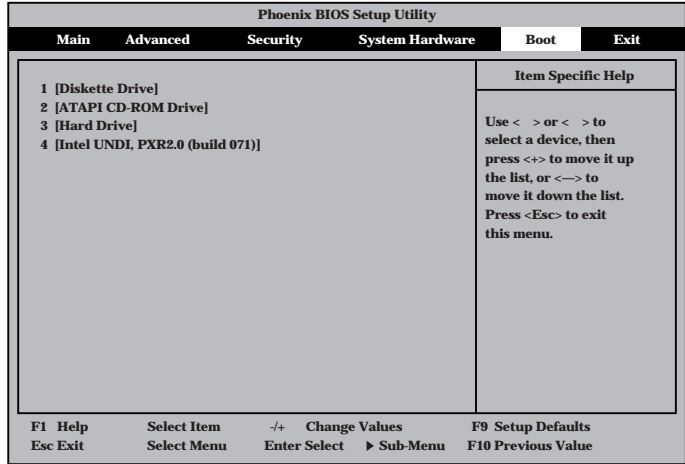 Phoenix BIOS Setup Utility
Main Advanced Security System Hardware Boot Exit
1 [Diskette Drive]
2 [ATAPI CD-ROM Drive]
3 [Hard Drive]
4 [Intel UNDI, PXR2.0 (build 071)]
Item Specific Help
Use < > or < > to
select a device, then
press <+> to move it up
the list, or <—> to
move it down the list.
Press <Esc> to exit
this menu.
F1 Help Select Item -/+ Change Values F9 Setup Defaults
Esc Exit Select Menu Enter Select ▶ Sub-Menu F10 Previous Value